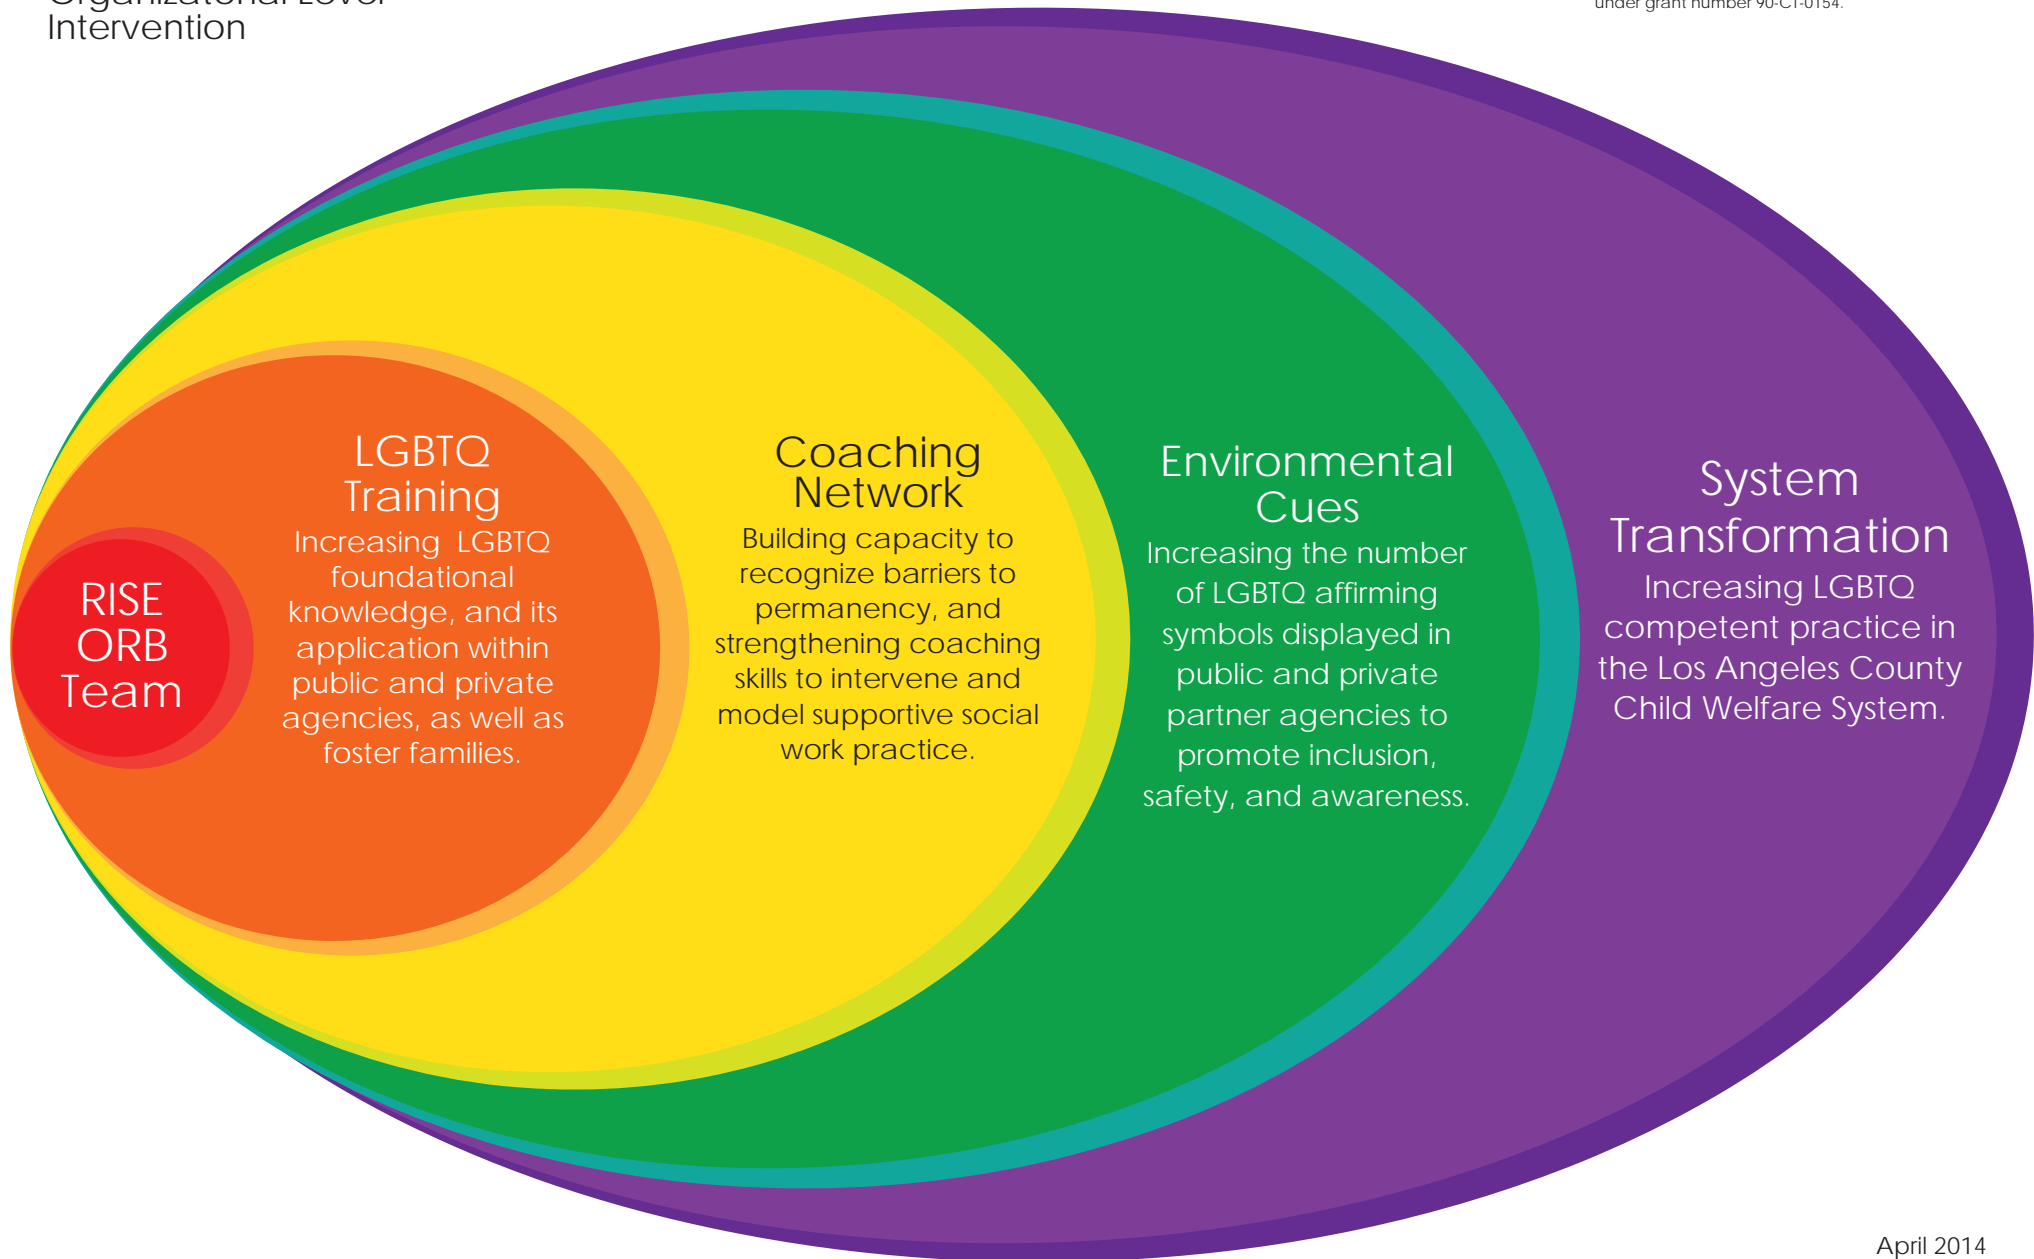 Organizational Level
Intervention
under grant number 90-CT-0154.
RISE
ORB
Team
LGBTQ
Training
Increasing LGBTQ
foundational
knowledge, and its
application within
public and private
agencies, as well as
foster families.
Coaching
Network
Building capacity to
recognize barriers to
permanency, and
strengthening coaching
skills to intervene and
model supportive social
work practice.
Environmental
Cues
Increasing the number
of LGBTQ affirming
symbols displayed in
public and private
partner agencies to
promote inclusion,
safety, and awareness.
System
Transformation
Increasing LGBTQ
competent practice in
the Los Angeles County
Child Welfare System.
April 2014